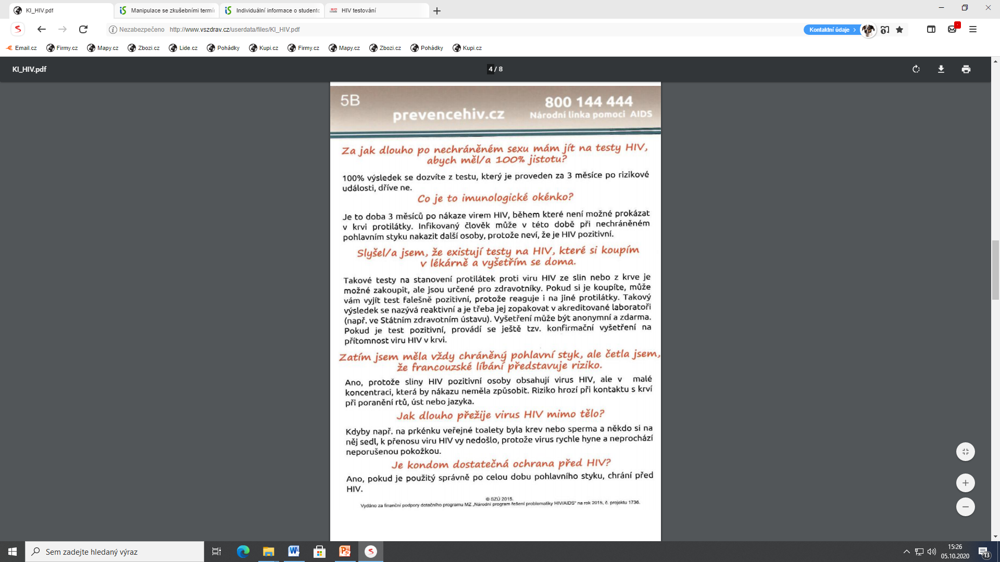 KI_HIV.pdf
Manipulace se zkušebními termín
Individuální informace o studento
HIV testování
Nezabezpečeno http://www.vszdrav.cz/userdata/files/KI_HIV.pdf
Kontaktní údaje
Email.cz Firmy.cz Mapy.cz Zbozi.cz Lide.cz Pohádky Kupi.cz Firmy.cz Mapy.cz Zbozi.cz Pohádky Kupi.cz
KI_HIV.pdf
4 / 8
5B
800 144 444
prevencehiv.cz
Národní linka pomoci AIDS
Za jak dlouho po nechráněném sexu mám jít na testy HIV,
abych měl/a 100% jistotu?
100% výsledek se dozvíte z testu, který je proveden za 3 měsíce po rizikové
události, dříve ne.
Co je to imunologické okénko?
Je to doba 3 měsíců po nákaze virem HIV, během které není možné prokázat
v krvi protilátky. Infikovaný člověk může v této době při nechráněném
pohlavním styku nakazit další osoby, protože neví, že je HIV pozitivní.
Slyšel/a jsem, že existují testy na HIV, které si koupím
v lékárně a vyšetřím se doma.
Takové testy na stanovení protilátek proti viru HIV ze slin nebo z krve je
možné zakoupit, ale jsou určené pro zdravotníky. Pokud si je koupíte, může
vám vyjít test falešně pozitivní, protože reaguje i na jiné protilátky. Takový
výsledek se nazývá reaktivní a je třeba jej zopakovat v akreditované laboratoři
(např. ve Státním zdravotním ústavu). Vyšetření může být anonymní a zdarma.
Pokud je test pozitivní, provádí se ještě tzv. konfirmační vyšetření na
přítomnost viru HIV v krvi.
Zatím jsem měla vždy chráněný pohlavní styk, ale četla jsem,
že francouzské líbání představuje riziko.
Ano, protože sliny HIV pozitivní osoby obsahují virus HIV, ale v malé
koncentraci, která by nákazu neměla způsobit. Riziko hrozí při kontaktu s krví
při poranění rtů, úst nebo jazyka.
Jak dlouho přežije virus HIV mimo tělo?
Kdyby např. na prkénku veřejné toalety byla krev nebo sperma a někdo si na
něj sedl, k přenosu viru HIV vy nedošlo, protože virus rychle hyne a neprochází
neporušenou pokožkou.
Je kondom dostatečná ochrana před HIV?
Ano, pokud je použitý správně po celou dobu pohlavního styku, chrání před
HIV.
© SZÚ 2015.
Vydáno za finanční podpory dotačního programu MZ „Národní program řešení problematiky HIV/AIDS" na rok 2015, č. projektu 1736.
Sem zadejte hledaný výraz
15:26
05.10.2020
13